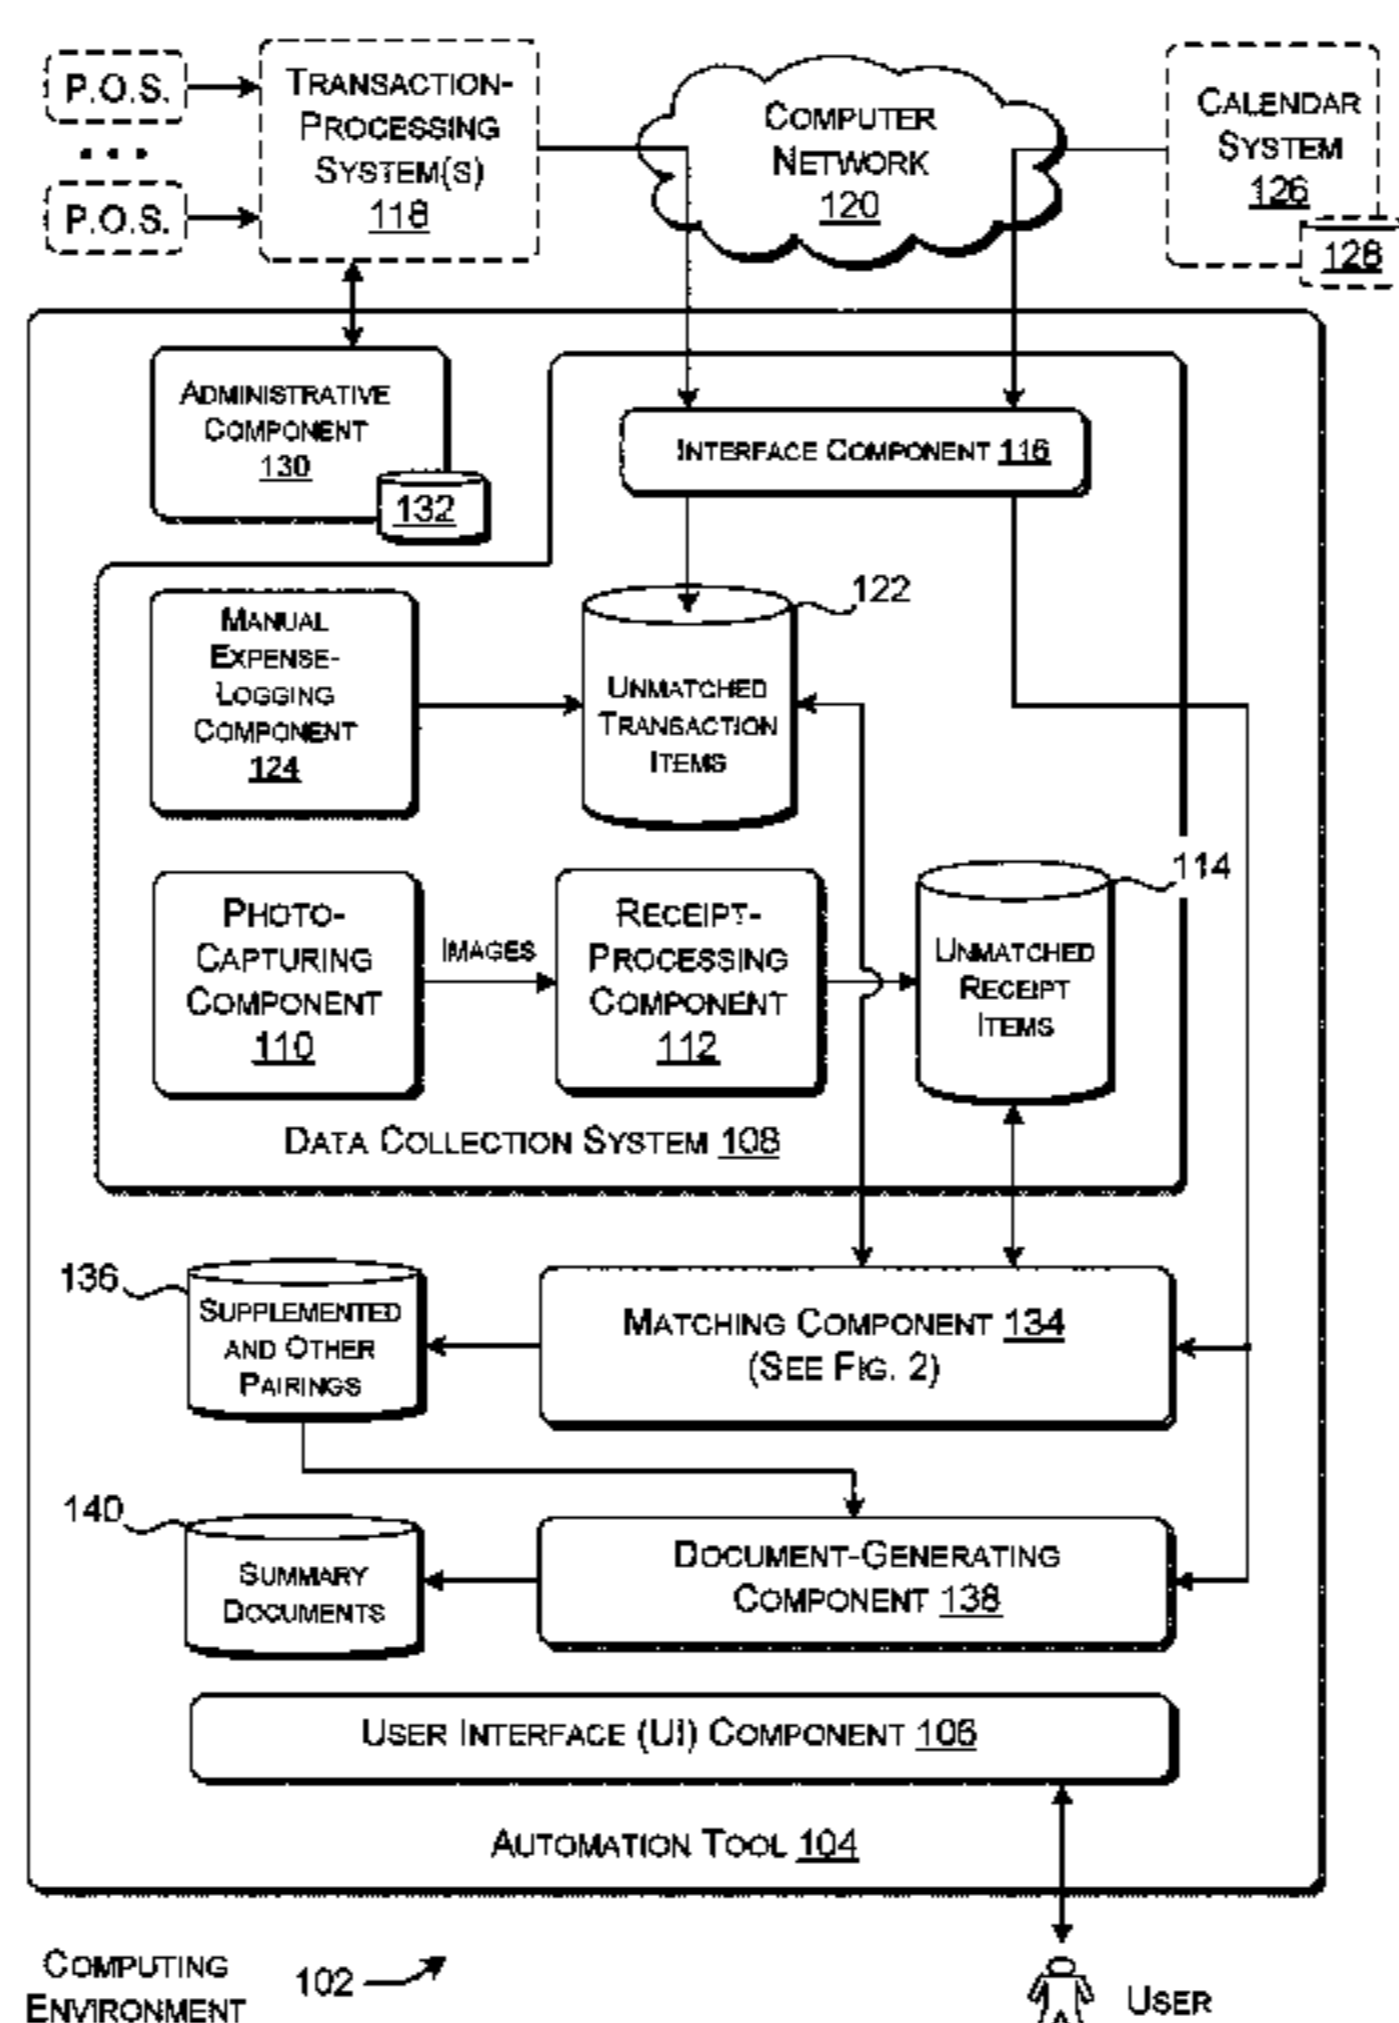 P.O.S.
• • •
P.O.S.
TRANSACTION-
PROCESSING
SYSTEM(S)
118
COMPUTER
NETWORK
120
CALENDAR
SYSTEM
126
128
ADMINISTRATIVE
COMPONENT
130
132
INTERFACE COMPONENT 116
MANUAL
EXPENSE-
LOGGING
COMPONENT
124
UNMATCHED
TRANSACTION
ITEMS
122
PHOTO-
CAPTURING
COMPONENT
110
IMAGES
RECEIPT-
PROCESSING
COMPONENT
112
UNMATCHED
RECEIPT
ITEMS
114
DATA COLLECTION SYSTEM 108
136
SUPPLEMENTED
AND OTHER
PAIRINGS
MATCHING COMPONENT 134
(SEE FIG. 2)
140
SUMMARY
DOCUMENTS
DOCUMENT-GENERATING
COMPONENT 138
USER INTERFACE (UI) COMPONENT 106
AUTOMATION TOOL 104
COMPUTING
ENVIRONMENT
102
USER